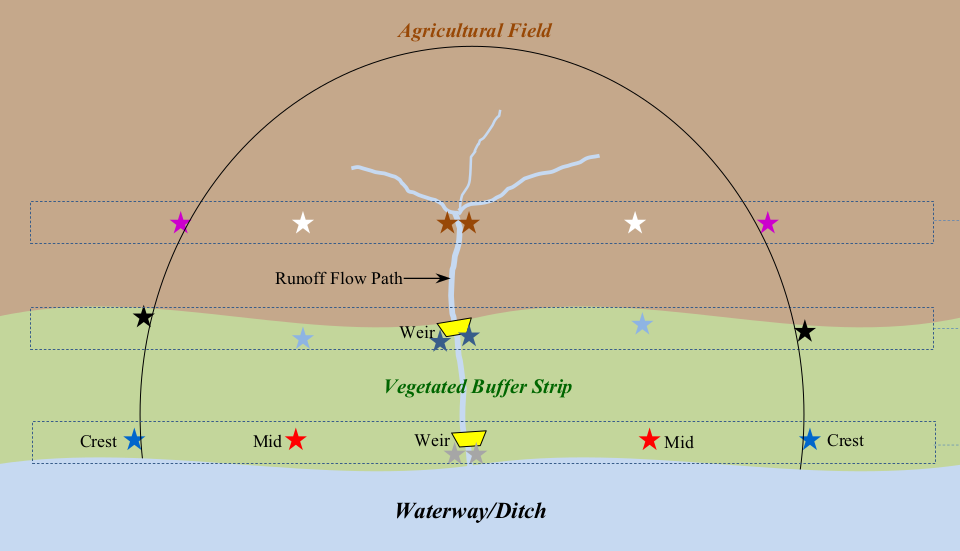 Agricultural Field
Runoff Flow Path
Weir
Vegetated Buffer Strip
Crest
Mid
Weir
Mid
Crest
Waterway/Ditch